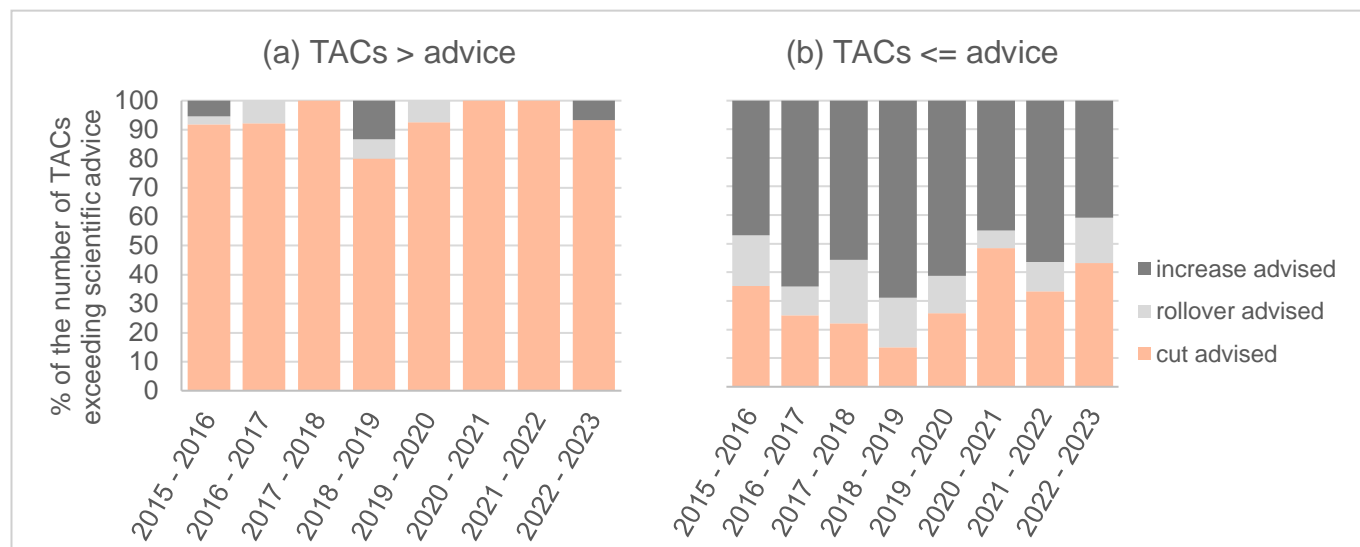 (a) TACs > advice
(b) TACs <= advice
% of the number of TACs
exceeding scientific advice
100
90
80
70
60
50
40
30
20
10
0
2015 - 2016
2016 - 2017
2017 - 2018
2018 - 2019
2019 - 2020
2020 - 2021
2021 - 2022
2022 - 2023
2015 - 2016
2016 - 2017
2017 - 2018
2018 - 2019
2019 - 2020
2020 - 2021
2021 - 2022
2022 - 2023
increase advised
rollover advised
cut advised